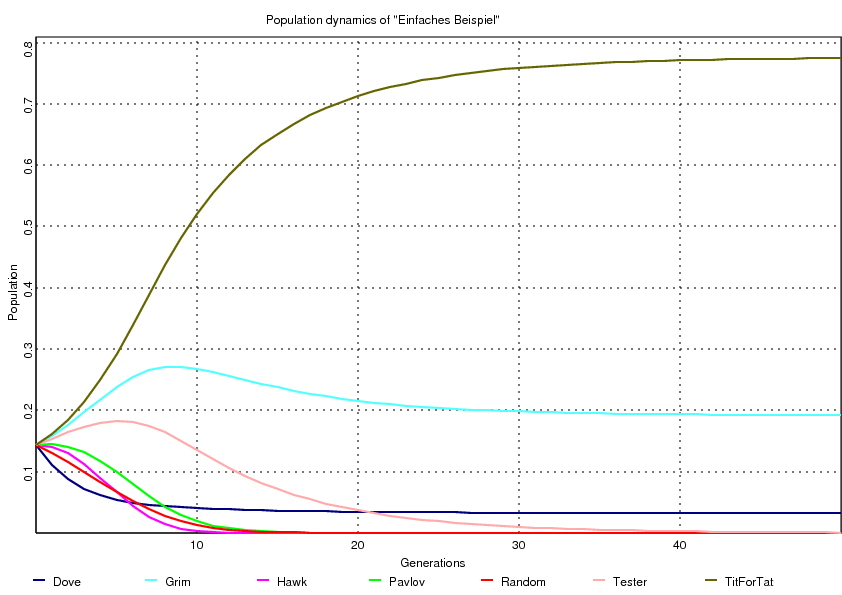 Population dynamics of "Einfaches Beispiel"
0.8
0.7
0.6
0.5
0.4
0.3
0.2
0.1
Population
10 20 30 40
Generations
Dove Grim Hawk Pavlov Random Tester TitForTat